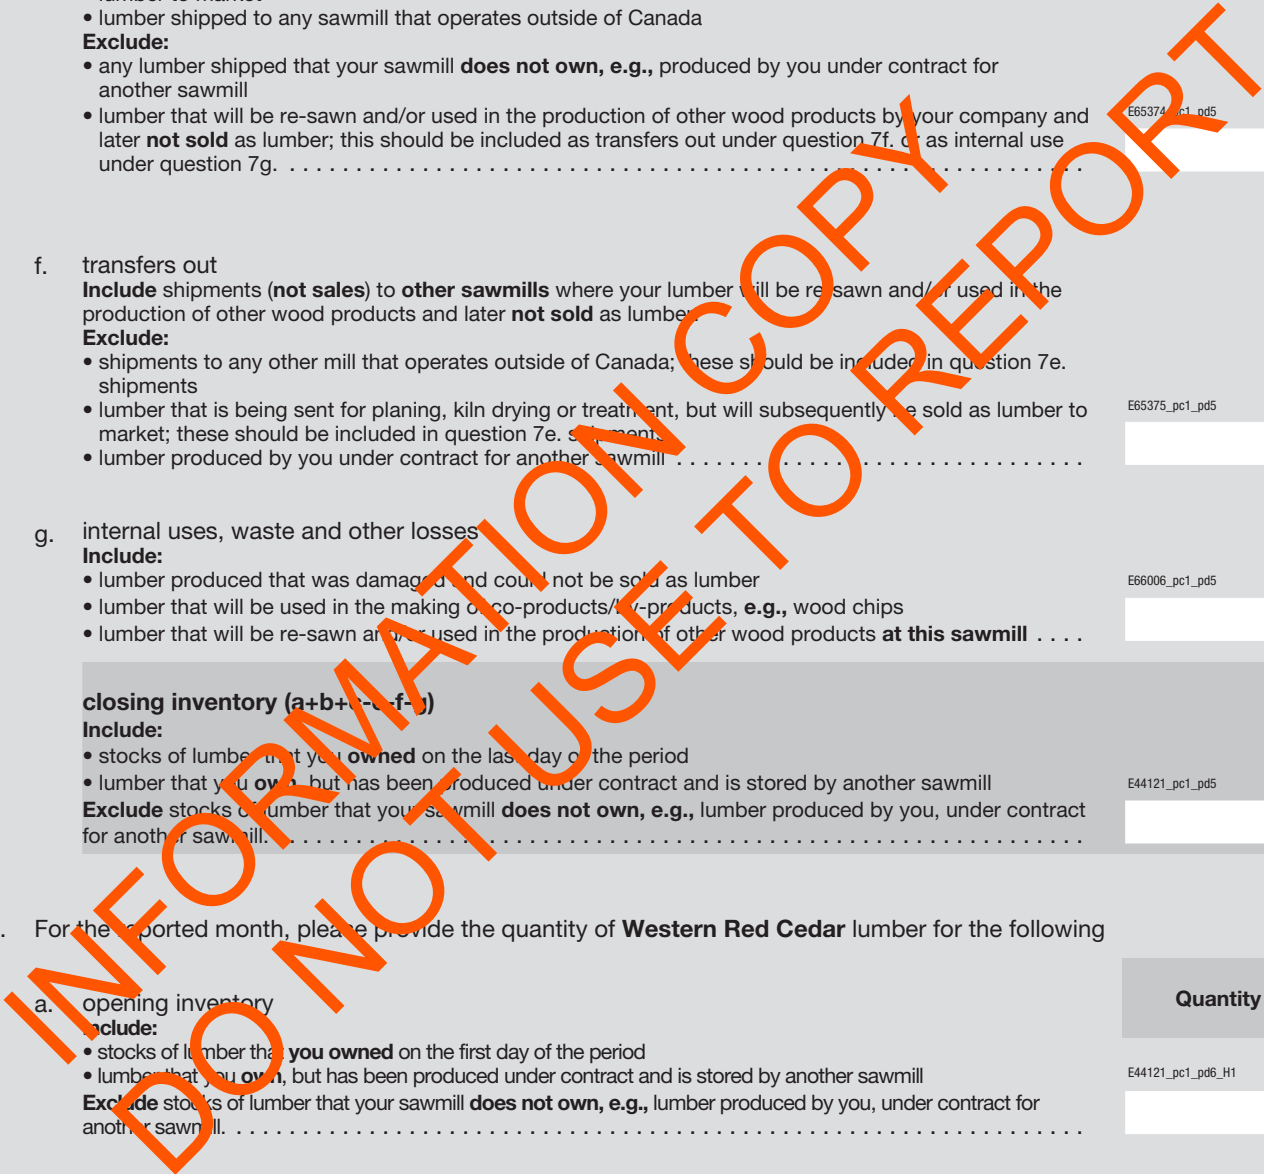 • lumber shipped to any sawmill that operates outside of Canada
Exclude:
• any lumber shipped that your sawmill does not own, e.g., produced by you under contract for
another sawmill
• lumber that will be re-sawn and/or used in the production of other wood products by your company and
later not sold as lumber; this should be included as transfers out under question 7f. or as internal use
under question 7g. . . . . . . . . . . . . . . . . . . . . . . . . . . . . . . . . . . . . . . . . . . . . . . . . . . . . . . . . . . . .
E65374_pc1_pd5
f. transfers out
Include shipments (not sales) to other sawmills where your lumber will be re-sawn and/or used in the
production of other wood products and later not sold as lumber.
Exclude:
• shipments to any other mill that operates outside of Canada; these should be included in question 7e.
shipments
• lumber that is being sent for planing, kiln drying or treatment, but will subsequently be sold as lumber to
market; these should be included in question 7e. shipments
• lumber produced by you under contract for another sawmill . . . . . . . . . . . . . . . . . . . . . . . . . . . . . . .
E65375_pc1_pd5
g. internal uses, waste and other losses
Include:
• lumber produced that was damaged and could not be sold as lumber
• lumber that will be used in the making of co-products/by-products, e.g., wood chips
• lumber that will be re-sawn and/or used in the production of other wood products at this sawmill . . . .
E66006_pc1_pd5
closing inventory (a+b+c-e-f-g)
Include:
• stocks of lumber that you owned on the last day of the period
• lumber that you own, but has been produced under contract and is stored by another sawmill
Exclude stocks of lumber that your sawmill does not own, e.g., lumber produced by you, under contract
for another sawmill. . . . . . . . . . . . . . . . . . . . . . . . . . . . . . . . . . . . . . . . . . . . . . . . . . . . . . . . . . . . . .
E44121_pc1_pd5
. For the reported month, please provide the quantity of Western Red Cedar lumber for the following
Quantity
a. opening inventory
Include:
• stocks of lumber that you owned on the first day of the period
• lumber that you own, but has been produced under contract and is stored by another sawmill
Exclude stocks of lumber that your sawmill does not own, e.g., lumber produced by you, under contract for
another sawmill. . . . . . . . . . . . . . . . . . . . . . . . . . . . . . . . . . . . . . . . . . . . . . . . . . . . . . . . . . . . . . . . .
E44121_pc1_pd6_H1
INFORMATION COPY
DO NOT USE TO REPORT